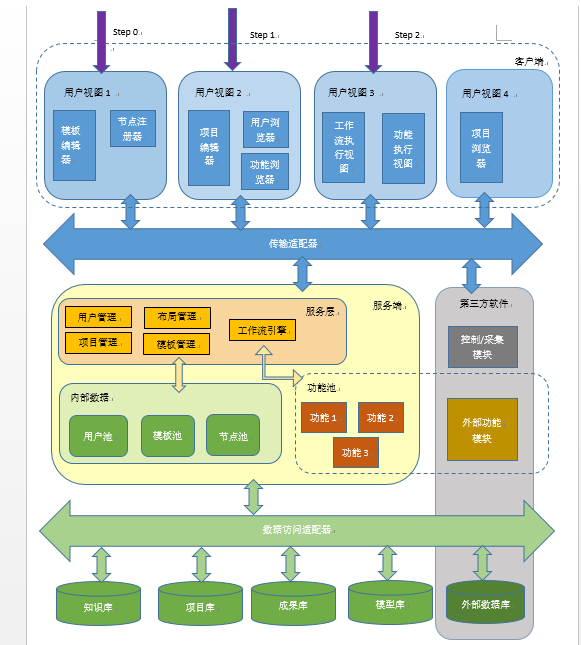 Step 0
Step 1
Step 2
客户端
用户视图 1
用户视图 2
用户视图 3
用户视图 4
模板
编辑
器
节点注
册器
项目
编辑
器
用户浏
览器
功能浏
览器
工作
流执
行视
图
功能
执行
视图
项目
浏览
器
传输适配器
服务层
服务端
第三方软件
用户管理
布局管理
工作流引擎
项目管理
模板管理
控制/采集
模块
功能池
内部数据
功能 1
功能 2
功能 3
外部功能
模块
用户池
模板池
节点池
数据访问适配器
知识库
项目库
成果库
模型库
外部数据库